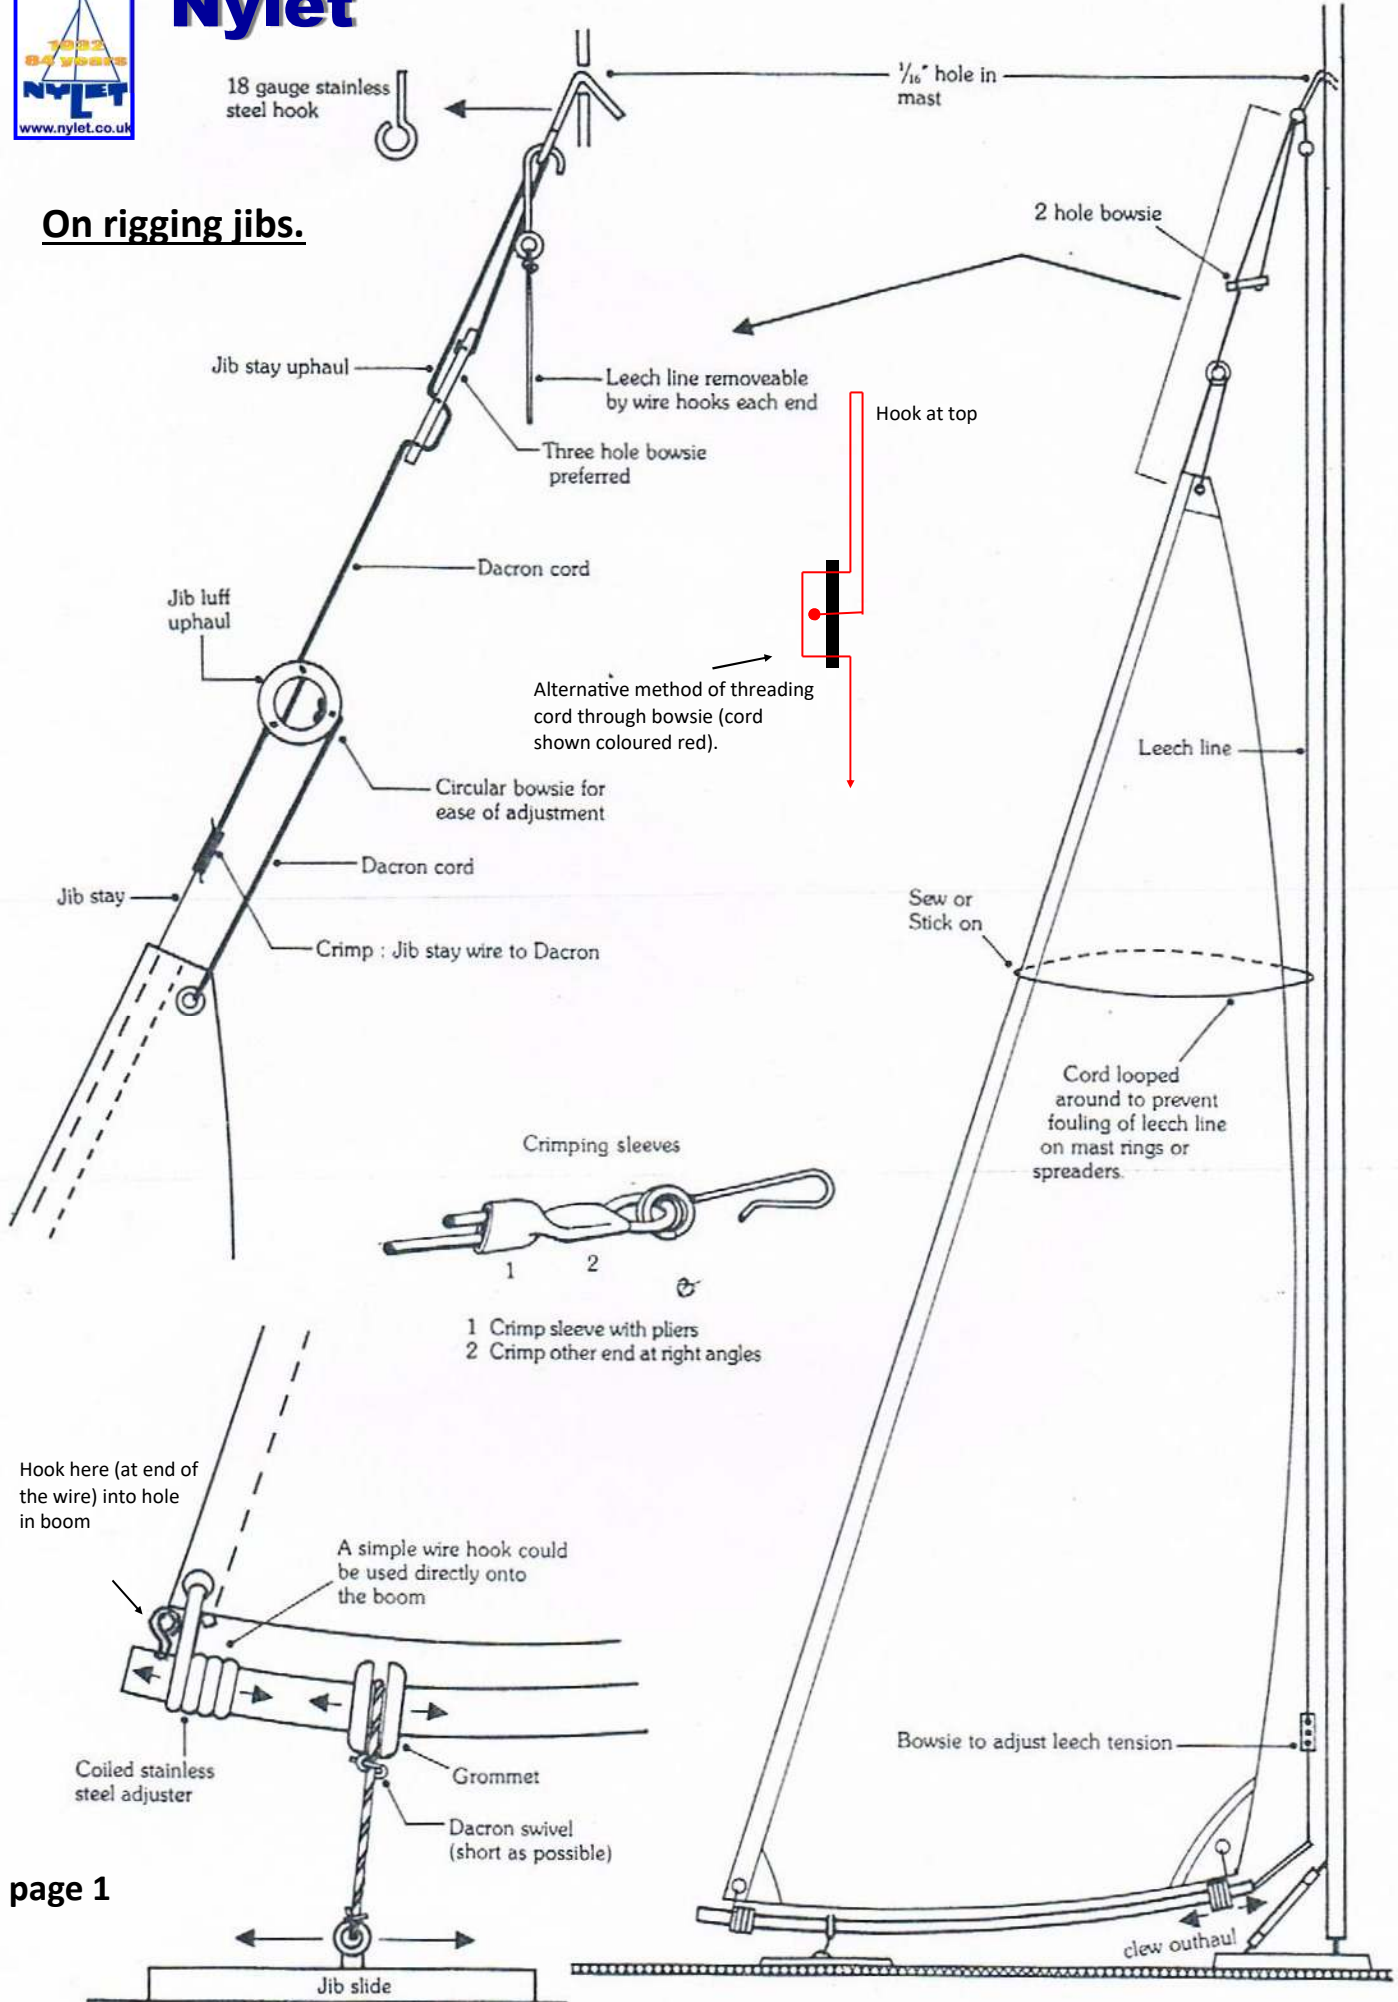 Nylet
1932
84 years
NYLET
www.nylet.co.uk
18 gauge stainless
steel hook
1/16" hole in
mast
On rigging jibs.
2 hole bowsie
Jib stay uphaul
Leech line removeable
by wire hooks each end
Hook at top
Three hole bowsie
preferred
Dacron cord
Jib luff
uphaul
Alternative method of threading
cord through bowsie (cord
shown coloured red).
Leech line
Circular bowsie for
ease of adjustment
Dacron cord
Jib stay
Sew or
Stick on
Crimp : Jib stay wire to Dacron
Cord looped
around to prevent
fouling of leech line
on mast rings or
spreaders.
Crimping sleeves
1
2
1 Crimp sleeve with pliers
2 Crimp other end at right angles
Hook here (at end of
the wire) into hole
in boom
A simple wire hook could
be used directly onto
the boom
Bowsie to adjust leech tension
Coiled stainless
steel adjuster
Grommet
Dacron swivel
(short as possible)
page 1
clew outhaul
Jib slide